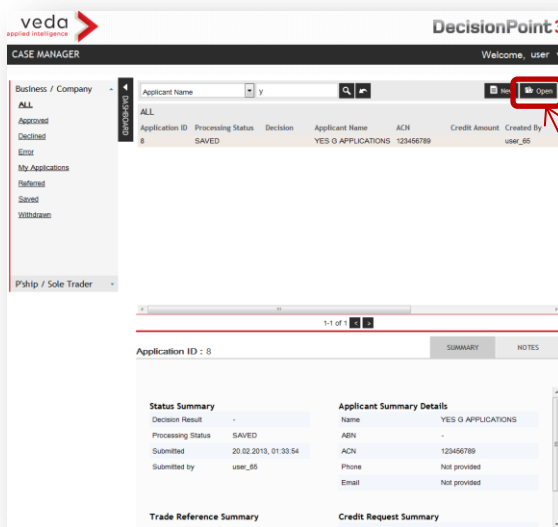 veda
applied intelligence
DecisionPoint 3
CASE MANAGER
Welcome, user
Business / Company
ALL
Approved
Declined
Error
My Applications
Referred
Saved
Withdrawn
P'ship / Sole Trader
DASHBOARD
Applicant Name y New Open
ALL
Application ID Processing Status Decision Applicant Name ACN Credit Amount Created By
8 SAVED YES G APPLICATIONS 123456789 user_65
1-1 of 1 < >
Application ID : 8
SUMMARY NOTES
Status Summary
Decision Result -
Processing Status SAVED
Submitted 20.02.2013, 01:33:54
Submitted by user_65
Applicant Summary Details
Name YES G APPLICATIONS
ABN -
ACN 123456789
Phone Not provided
Email Not provided
Trade Reference Summary
Credit Request Summary